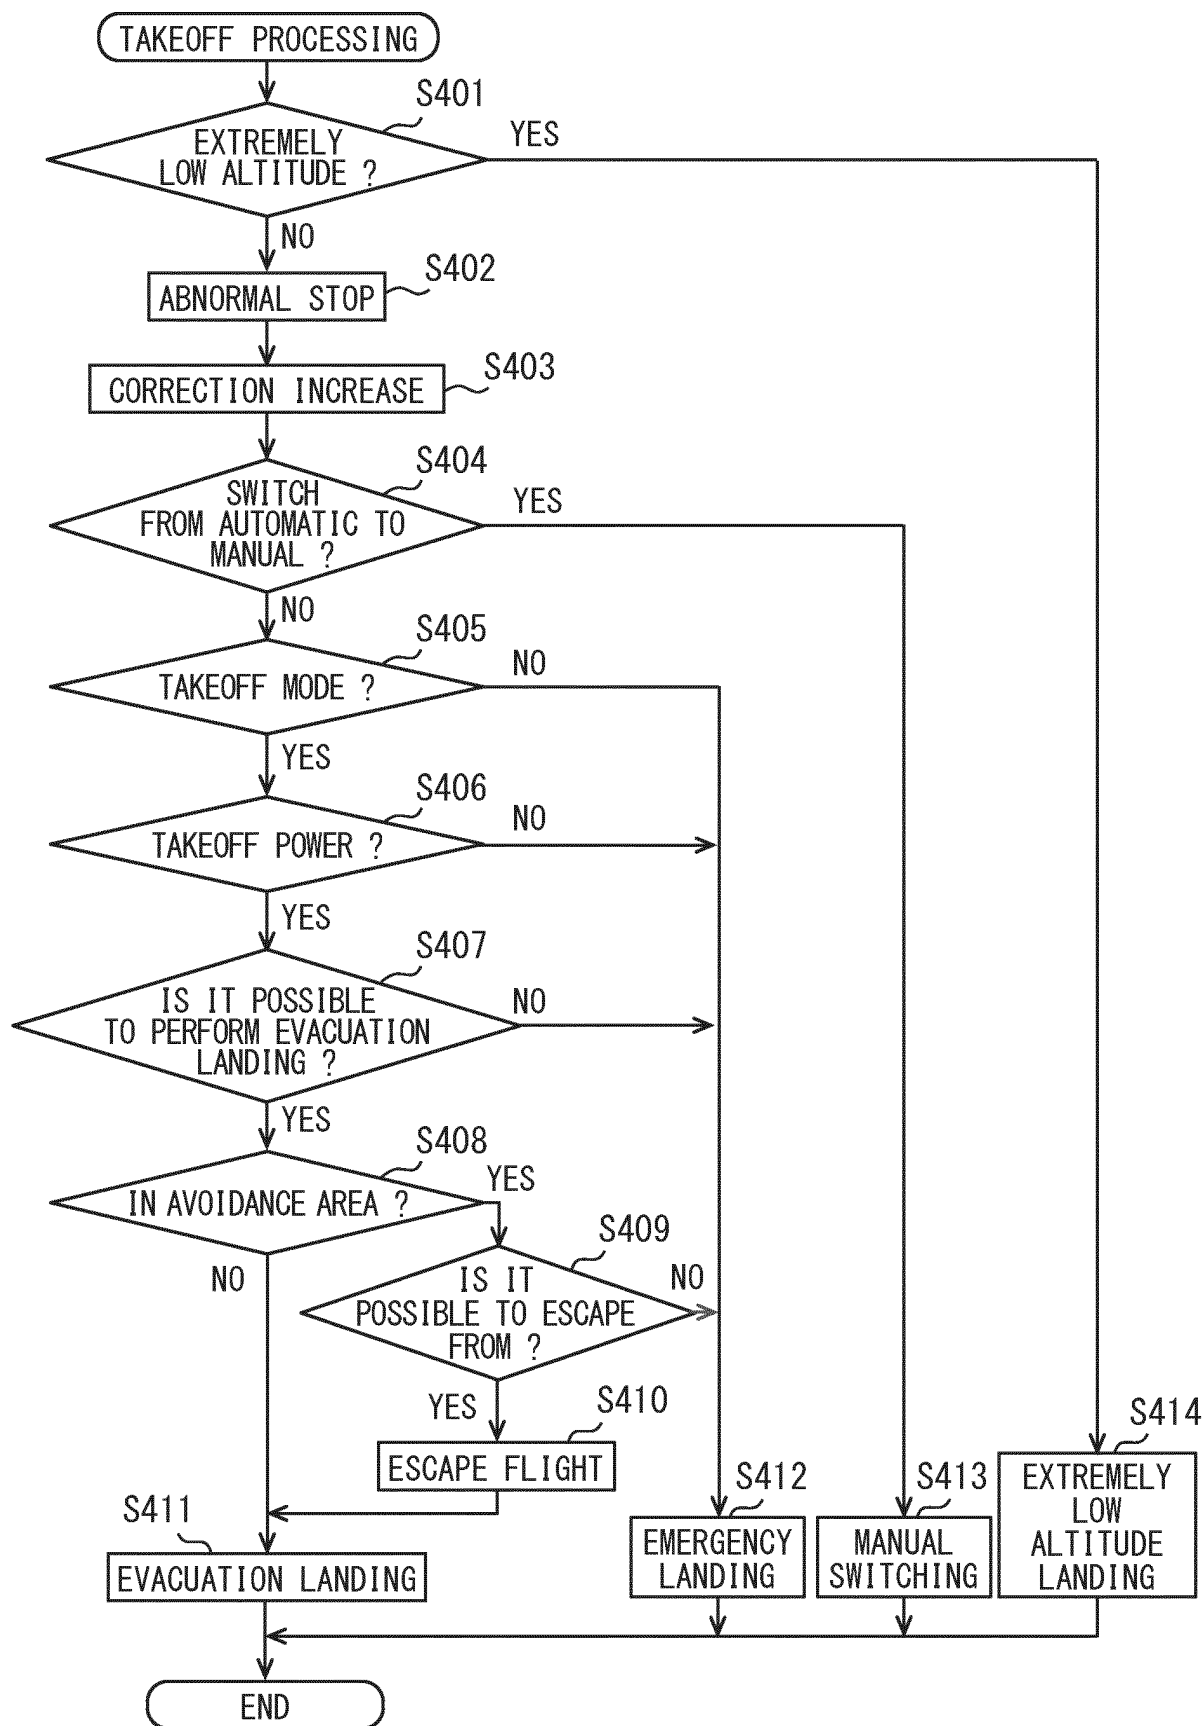 TAKEOFF PROCESSING
S401
EXTREMELY
LOW ALTITUDE ?
YES
NO
S402
ABNORMAL STOP
S403
CORRECTION INCREASE
S404
SWITCH
FROM AUTOMATIC TO
MANUAL ?
YES
NO
S405
TAKEOFF MODE ?
NO
YES
S406
TAKEOFF POWER ?
NO
YES
S407
IS IT POSSIBLE
TO PERFORM EVACUATION
LANDING ?
NO
YES
S408
IN AVOIDANCE AREA ?
YES
NO
S409
IS IT
POSSIBLE TO ESCAPE
FROM ?
NO
YES
S410
ESCAPE FLIGHT
S411
EVACUATION LANDING
S412
EMERGENCY
LANDING
S413
MANUAL
SWITCHING
S414
EXTREMELY
LOW
ALTITUDE
LANDING
END